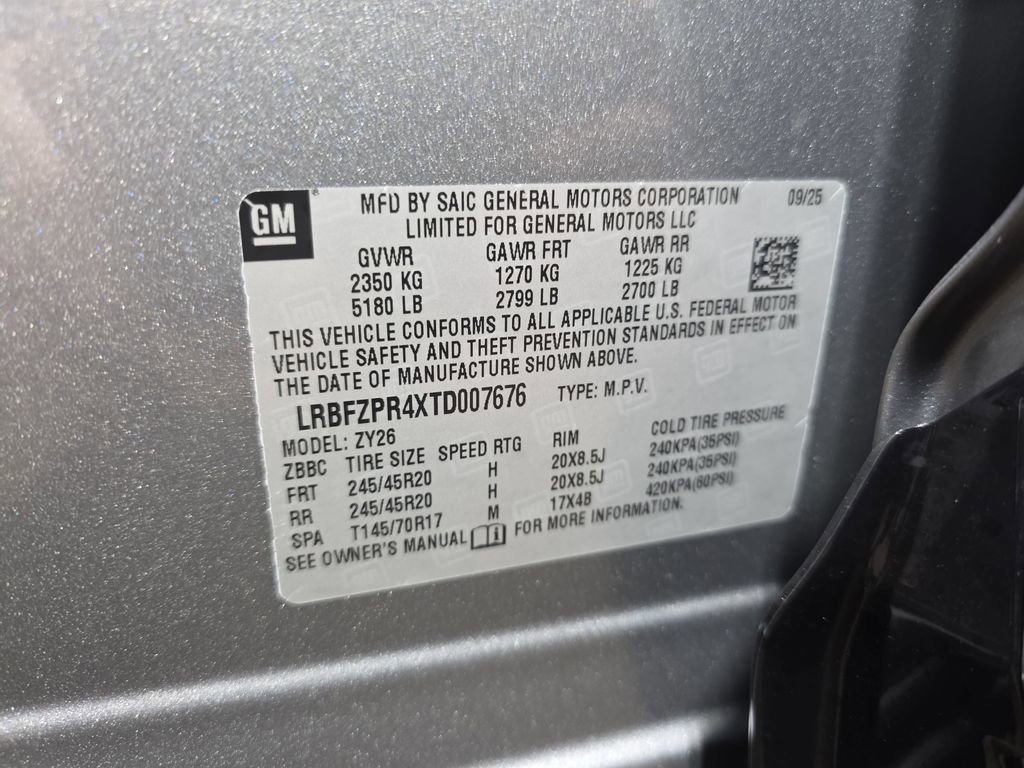 GM
MFD BY SAIC GENERAL MOTORS CORPORATION 09/25
LIMITED FOR GENERAL MOTORS LLC
GVWR GAWR FRT GAWR RR
2350 KG 1270 KG 1225 KG
5180 LB 2799 LB 2700 LB
THIS VEHICLE CONFORMS TO ALL APPLICABLE U.S. FEDERAL MOTOR
VEHICLE SAFETY AND THEFT PREVENTION STANDARDS IN EFFECT ON
THE DATE OF MANUFACTURE SHOWN ABOVE.
LRBFZPR4XTD007676 TYPE: M.P.V.
MODEL: ZY26
ZBBC TIRE SIZE SPEED RTG RIM COLD TIRE PRESSURE
FRT 245/45R20 H 20X8.5J 240KPA(35PSI)
RR 245/45R20 H 20X8.5J 240KPA(35PSI)
SPA T145/70R17 M 17X4B 420KPA(60PSI)
SEE OWNER'S MANUAL i FOR MORE INFORMATION.